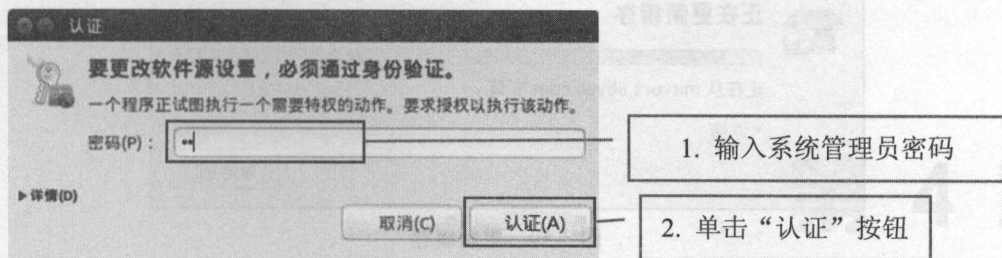 认证
要更改软件源设置，必须通过身份验证。
一个程序正试图执行一个需要特权的动作。要求授权以执行该动作。
密码(P)：
详情(D)
取消(C)
认证(A)
1. 输入系统管理员密码
2. 单击“认证”按钮